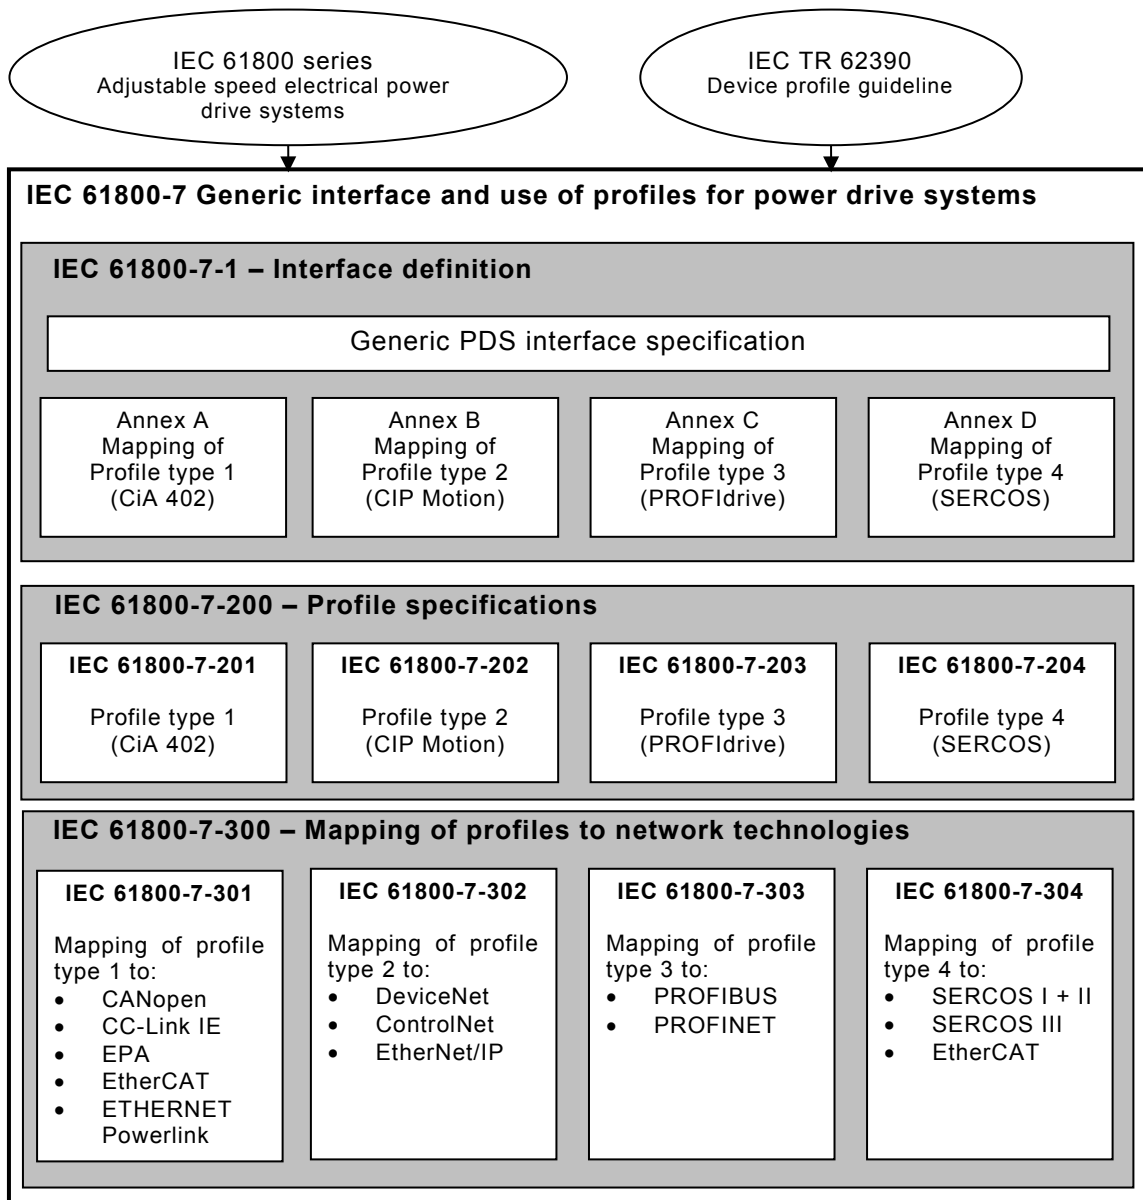 IEC 61800 series
Adjustable speed electrical power
drive systems
IEC TR 62390
Device profile guideline
IEC 61800-7 Generic interface and use of profiles for power drive systems
IEC 61800-7-1 – Interface definition
Generic PDS interface specification
Annex A
Mapping of
Profile type 1
(CiA 402)
Annex B
Mapping of
Profile type 2
(CIP Motion)
Annex C
Mapping of
Profile type 3
(PROFIdrive)
Annex D
Mapping of
Profile type 4
(SERCOS)
IEC 61800-7-200 – Profile specifications
IEC 61800-7-201
Profile type 1
(CiA 402)
IEC 61800-7-202
Profile type 2
(CIP Motion)
IEC 61800-7-203
Profile type 3
(PROFIdrive)
IEC 61800-7-204
Profile type 4
(SERCOS)
IEC 61800-7-300 – Mapping of profiles to network technologies
IEC 61800-7-301
Mapping of profile
type 1 to:
• CANopen
• CC-Link IE
• EPA
• EtherCAT
• ETHERNET
Powerlink
IEC 61800-7-302
Mapping of profile
type 2 to:
• DeviceNet
• ControlNet
• EtherNet/IP
IEC 61800-7-303
Mapping of profile
type 3 to:
• PROFIBUS
• PROFINET
IEC 61800-7-304
Mapping of profile
type 4 to:
• SERCOS I + II
• SERCOS III
• EtherCAT